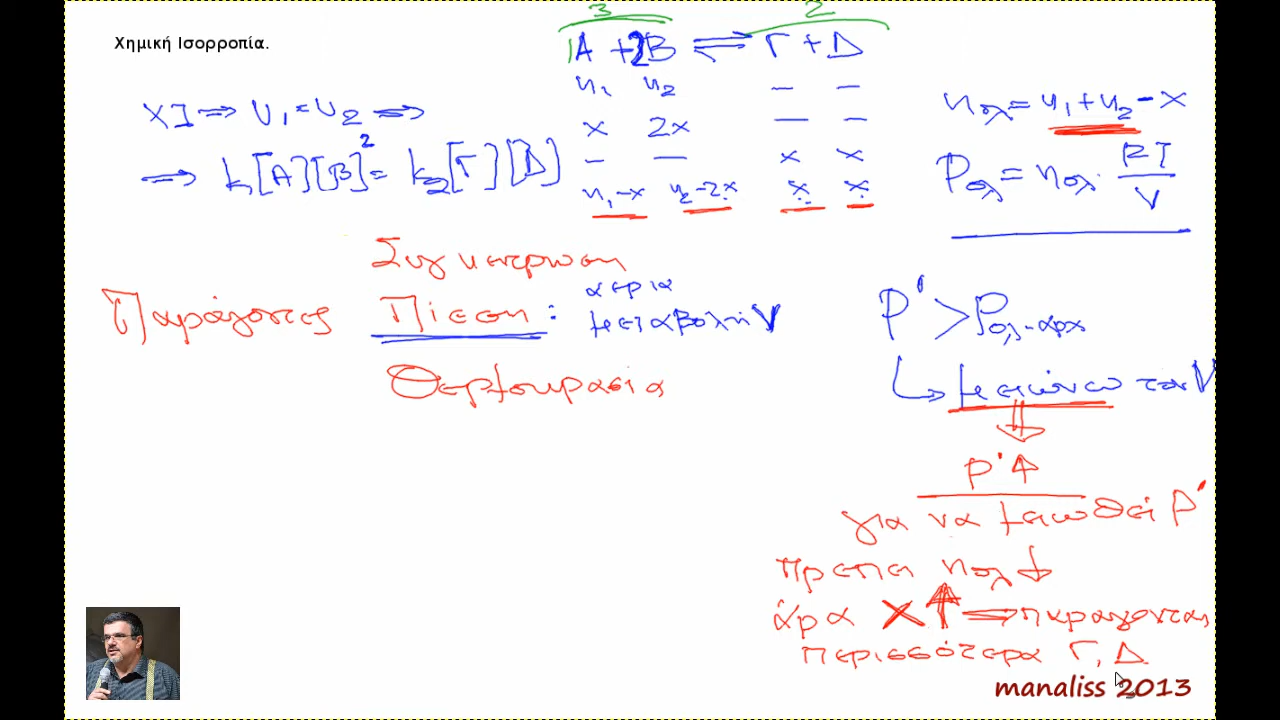 Χημική Ισορροπία.
3 2
1A + 2B ⇌ Γ + Δ
n₁ n₂ — —
x 2x — —
— — x x
n₁-x n₂-2x x x
ΧΙ ⇒ υ₁ = υ₂ ⇒
⇒ k₁[A][B]² = k₂[Γ][Δ]
nολ = n₁ + n₂ - x
Pολ = nολ · RT/V
Συγκέντρωση
Παράγοντες Πίεση : αέρια
μεταβολή V
Θερμοκρασία
P' > Pολ-αρχ
↳ μειώνω τον V
⇓
P' ↑
για να μειωθεί P'
πρέπει nολ ↓
άρα x ↑ ⇒ παράγονται
περισσότερα Γ, Δ
manaliss 2013